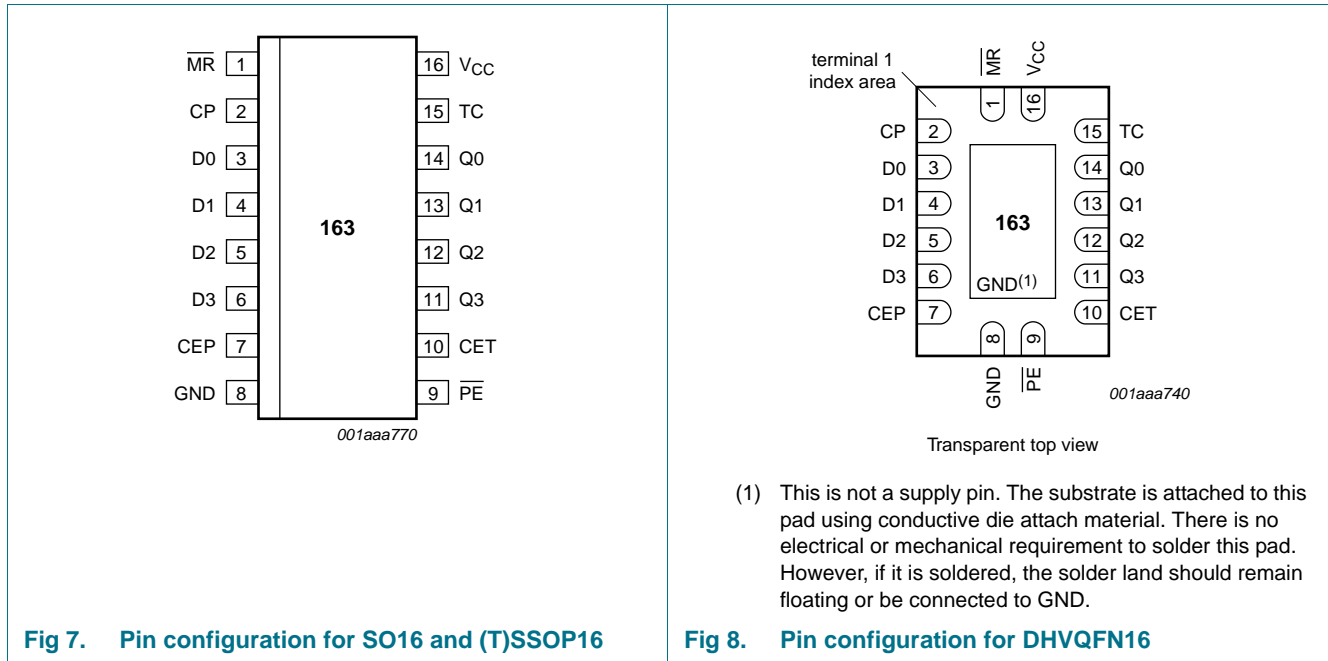 MR 1 16 VCC
CP 2 15 TC
D0 3 14 Q0
D1 4 13 Q1
163
D2 5 12 Q2
D3 6 11 Q3
CEP 7 10 CET
GND 8 9 PE
001aaa770
Fig 7. Pin configuration for SO16 and (T)SSOP16
terminal 1
index area
MR VCC
1 16
CP 2 15 TC
D0 3 14 Q0
D1 4 13 Q1
163
D2 5 12 Q2
D3 6 11 Q3
GND(1)
CEP 7 10 CET
8 9
GND PE
001aaa740
Transparent top view
(1) This is not a supply pin. The substrate is attached to this
pad using conductive die attach material. There is no
electrical or mechanical requirement to solder this pad.
However, if it is soldered, the solder land should remain
floating or be connected to GND.
Fig 8. Pin configuration for DHVQFN16